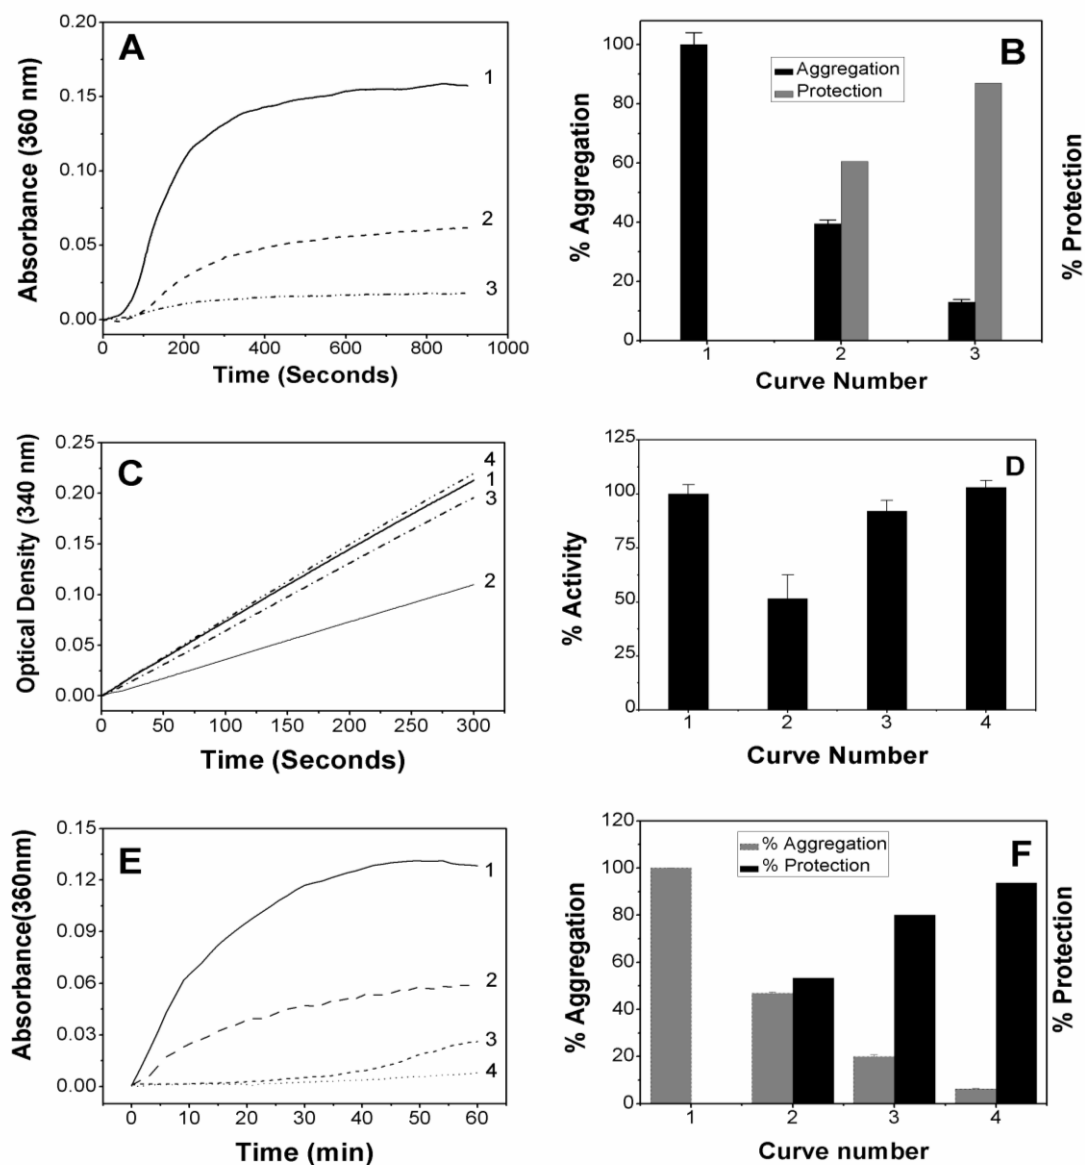 A
Absorbance (360 nm)
0.20
0.15
0.10
0.05
0.00
1
2
3
0 200 400 600 800 1000
Time (Seconds)
B
% Aggregation
100
80
60
40
20
0
Aggregation
Protection
% Protection
1 2 3
Curve Number
C
Optical Density (340 nm)
0.25
0.20
0.15
0.10
0.05
0.00
4
1
3
2
0 50 100 150 200 250 300
Time (Seconds)
D
% Activity
125
100
75
50
25
0
1 2 3 4
Curve Number
E
Absorbance(360nm)
0.15
0.12
0.09
0.06
0.03
0.00
1
2
3
4
0 10 20 30 40 50 60
Time (min)
F
% Aggregation
120
100
80
60
40
20
0
% Aggregation
% Protection
% Protection
1 2 3 4
Curve number